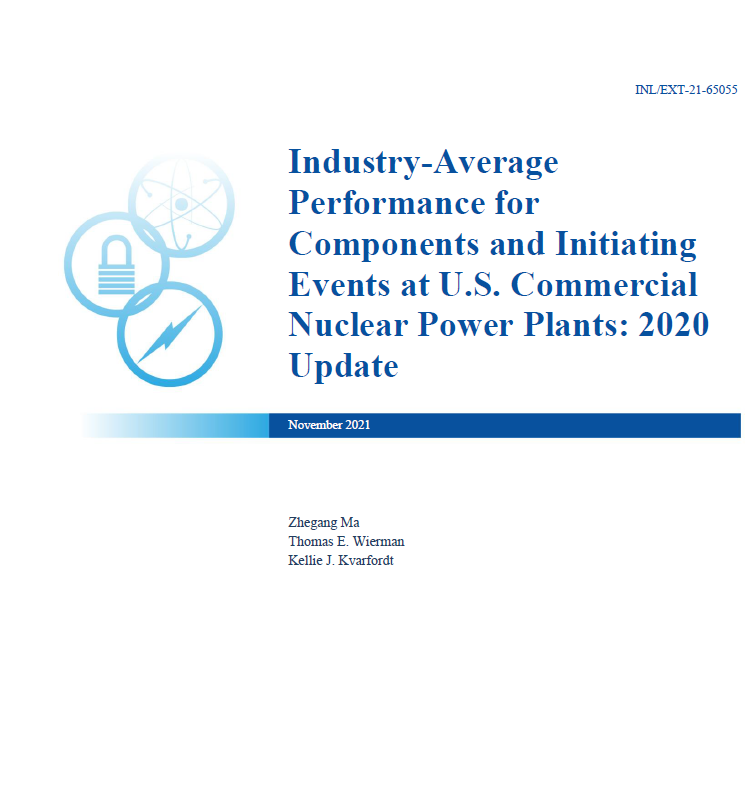 INL/EXT-21-65055
Industry-Average
Performance for
Components and Initiating
Events at U.S. Commercial
Nuclear Power Plants: 2020
Update
November 2021
Zhegang Ma
Thomas E. Wierman
Kellie J. Kvarfordt